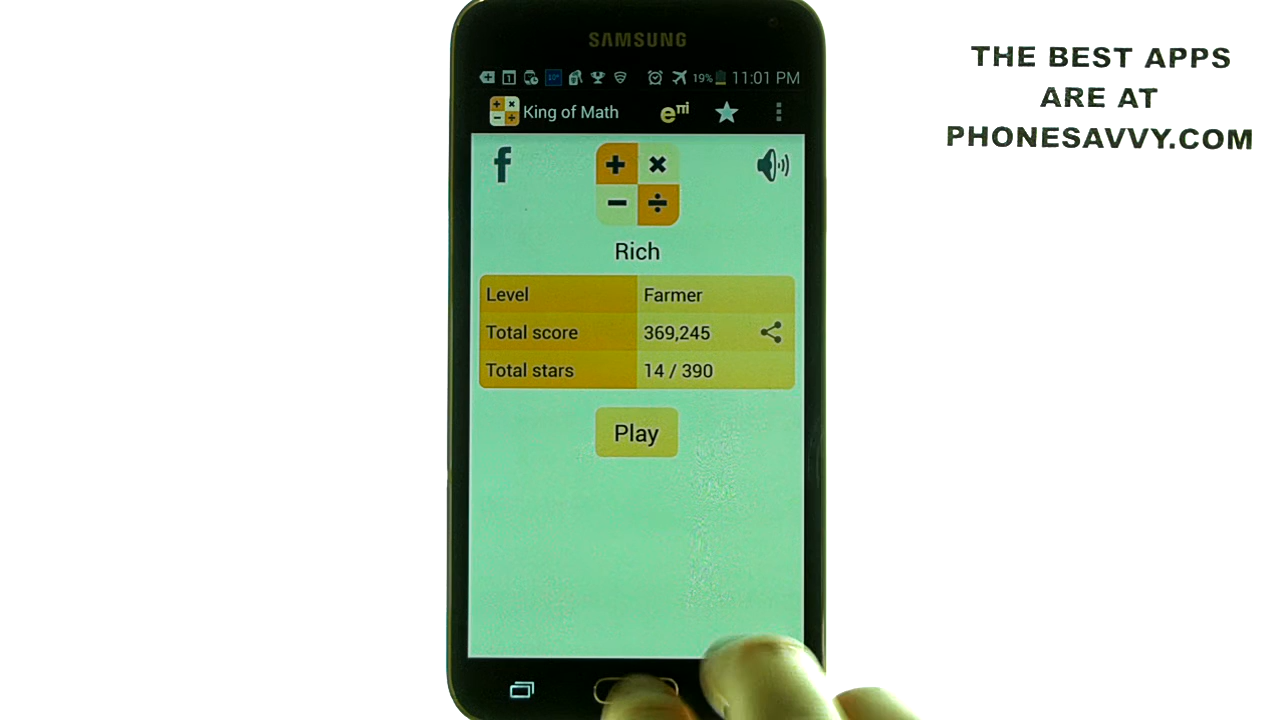 SAMSUNG
19% 11:01 PM
King of Math eπi
f
+ ×
− ÷
Rich
Level Farmer
Total score 369,245
Total stars 14 / 390
Play
THE BEST APPS
ARE AT
PHONESAVVY.COM